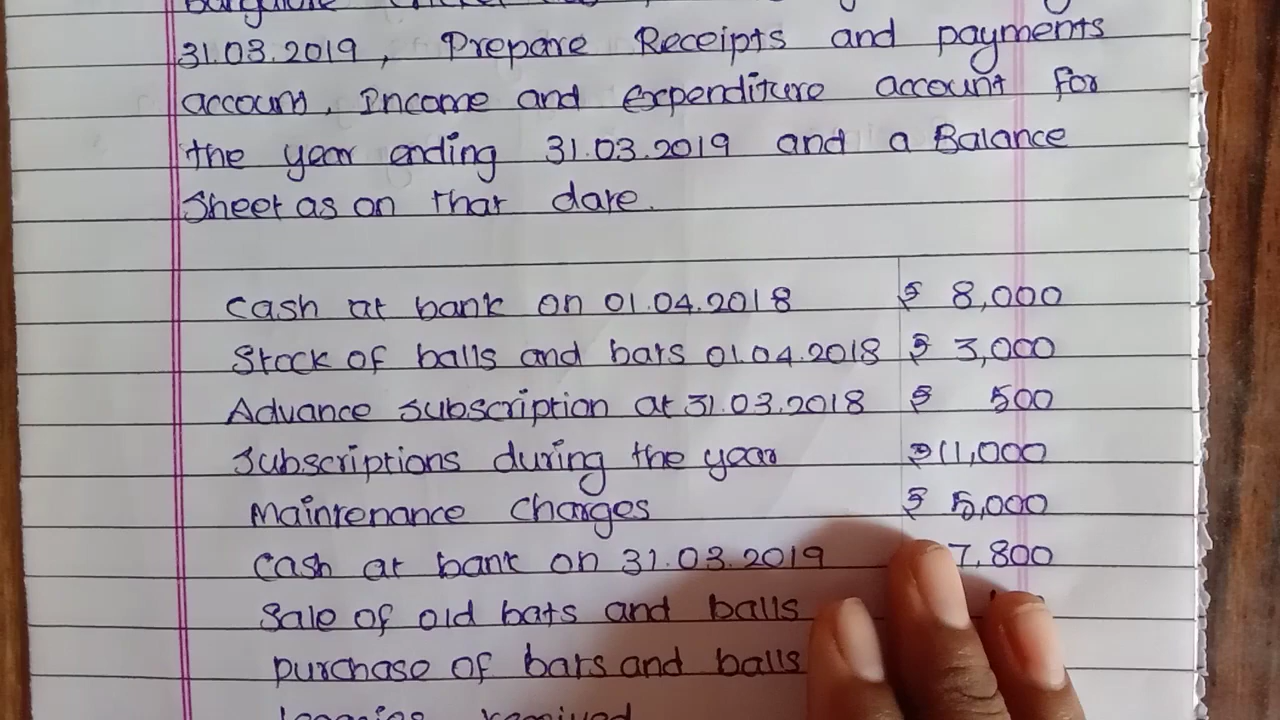 31.03.2019, Prepare Receipts and payments
account, Income and Expenditure account for
the year ending 31.03.2019 and a Balance
Sheet as on that date.
Cash at bank on 01.04.2018 ₹ 8,000
Stock of balls and bats 01.04.2018 ₹ 3,000
Advance subscription at 31.03.2018 ₹ 500
Subscriptions during the year ₹ 11,000
Maintenance charges ₹ 5,000
Cash at bank on 31.03.2019 7,800
Sale of old bats and balls
purchase of bats and balls